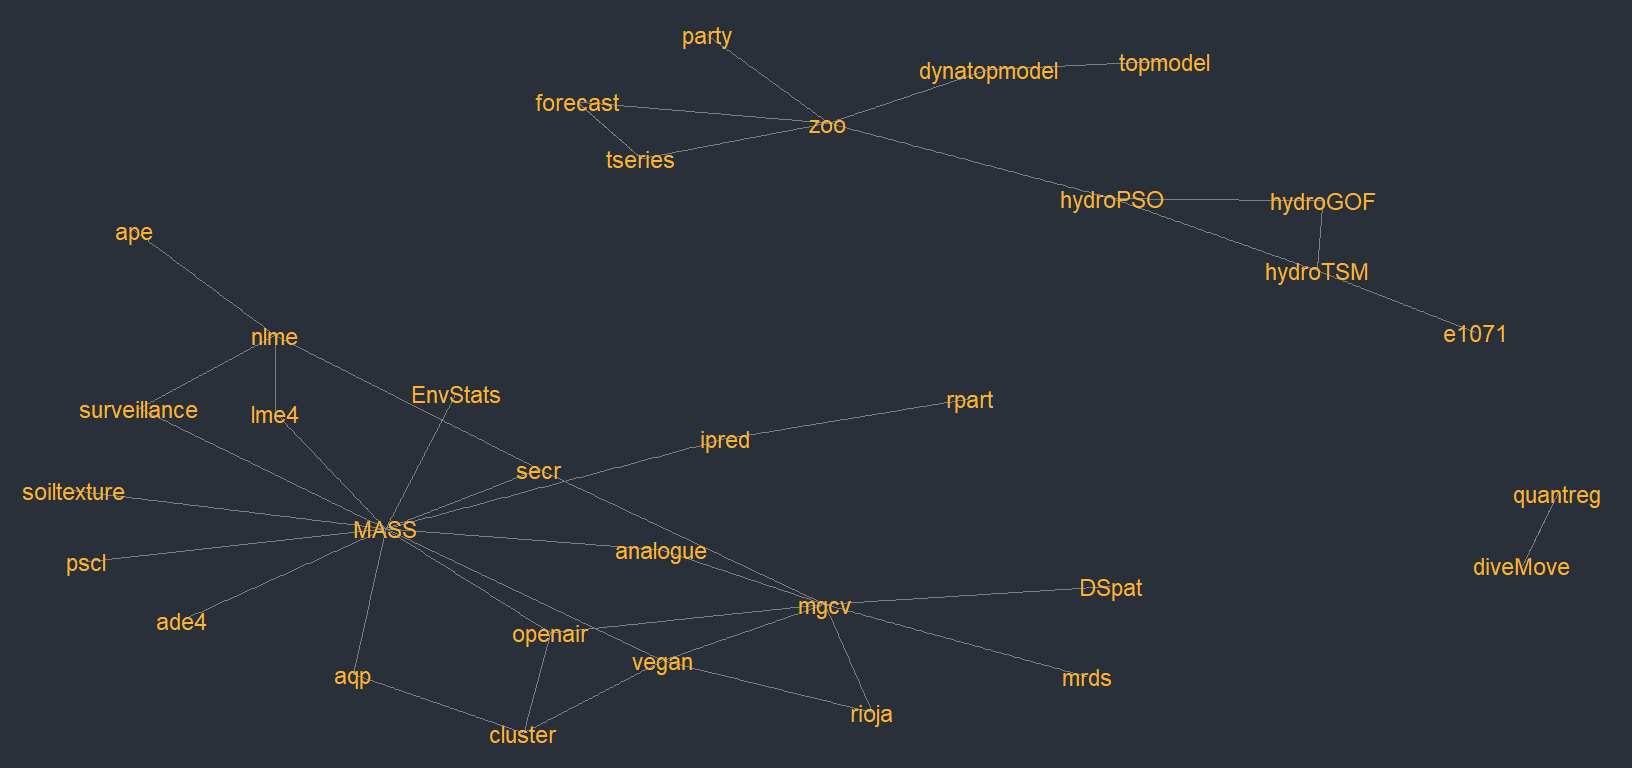 party
dynatopmodel
topmodel
forecast
zoo
tseries
hydroPSO
hydroGOF
ape
hydroTSM
nlme
e1071
EnvStats
rpart
surveillance
lme4
ipred
secr
soiltexture
quantreg
MASS
analogue
pscl
diveMove
DSpat
mgcv
ade4
openair
vegan
aqp
mrds
rioja
cluster